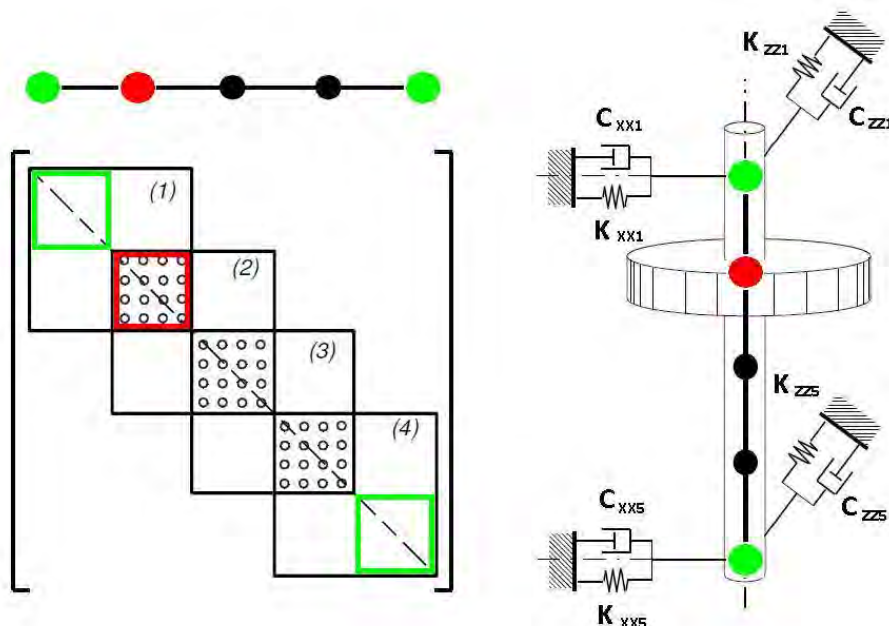 (1)
(2)
(3)
(4)
K ZZ1
C ZZ1
C XX1
K XX1
K ZZ5
C ZZ5
C XX5
K XX5